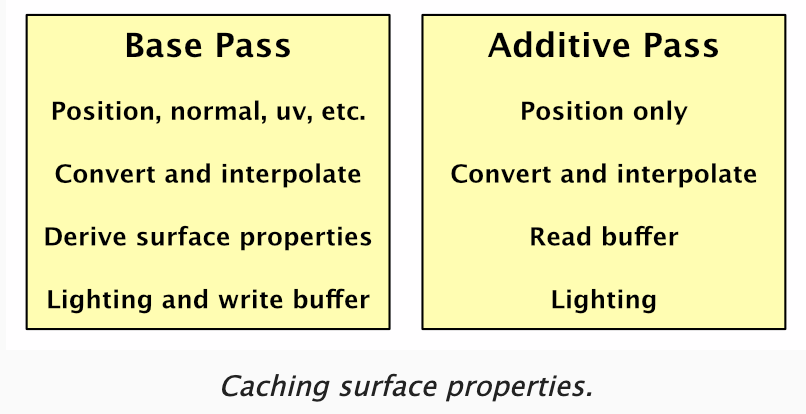 Base Pass
Position, normal, uv, etc.
Convert and interpolate
Derive surface properties
Lighting and write buffer
Additive Pass
Position only
Convert and interpolate
Read buffer
Lighting
Caching surface properties.